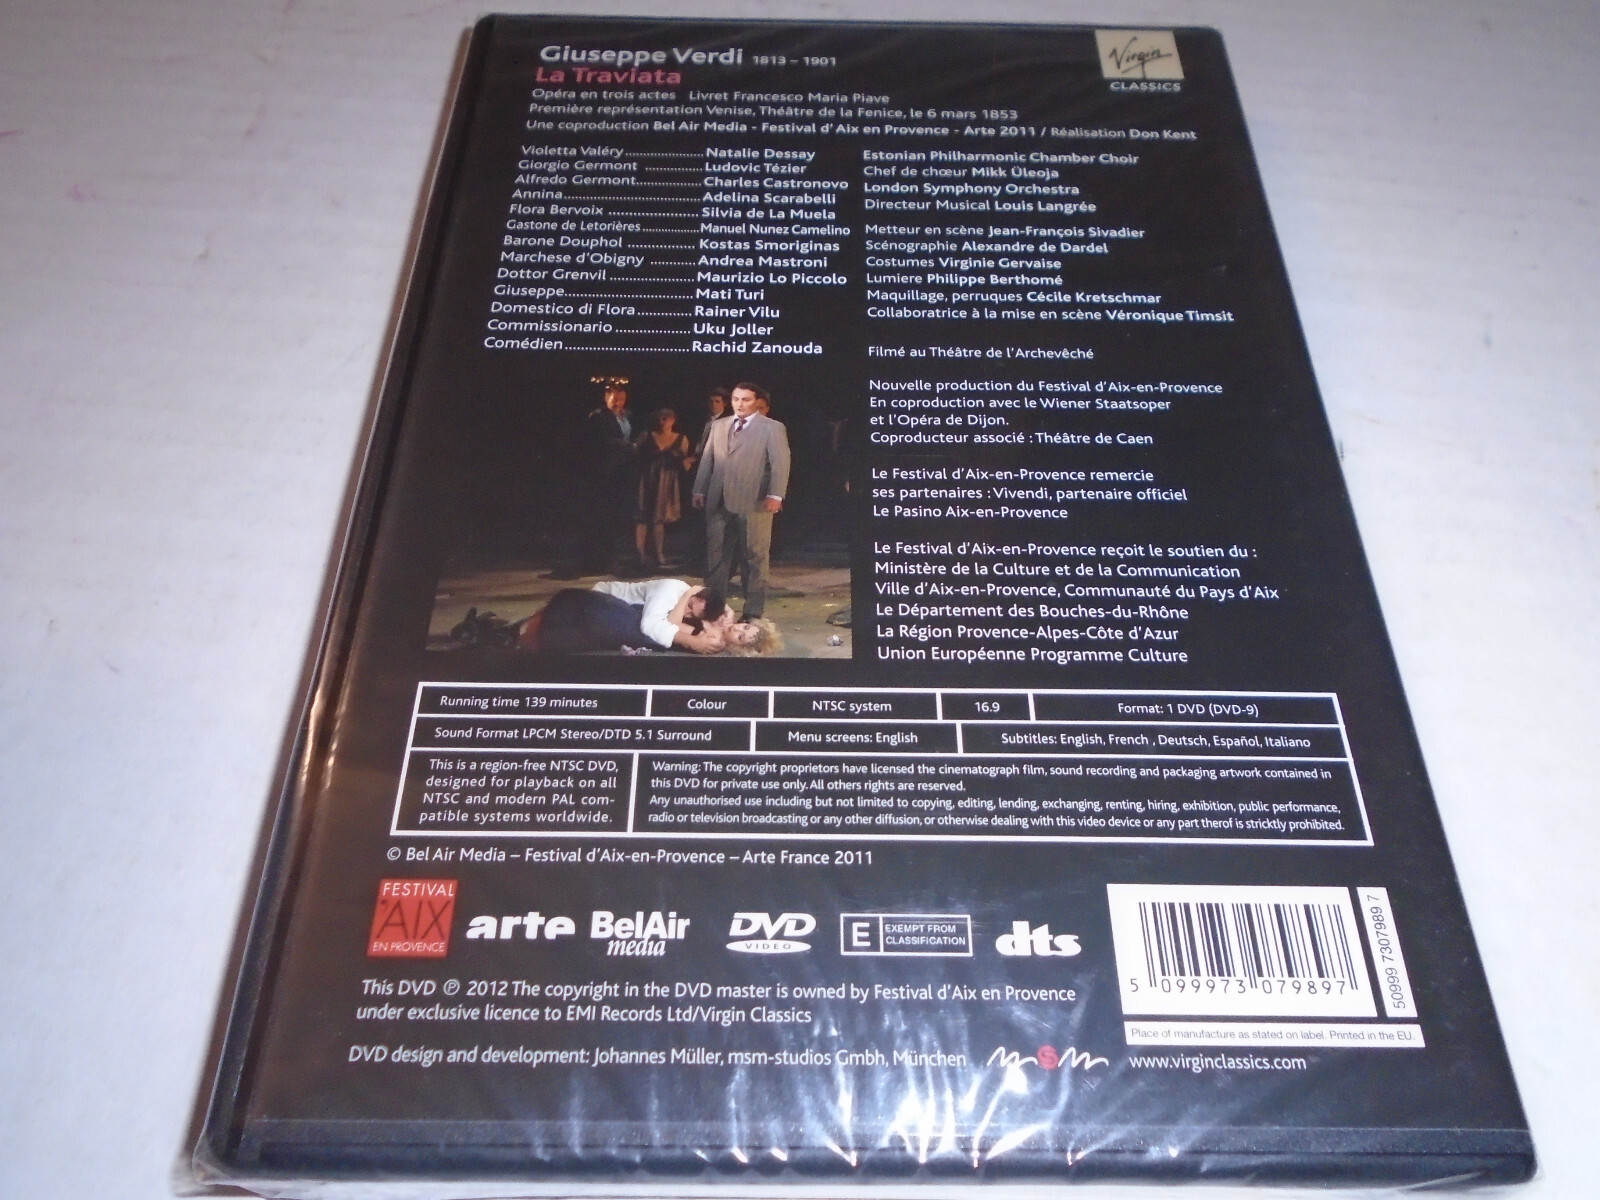 Giuseppe Verdi 1813 – 1901
La Traviata
Opéra en trois actes Livret Francesco Maria Piave
Première représentation Venise, Théâtre de la Fenice, le 6 mars 1853
Une coproduction Bel Air Media - Festival d'Aix en Provence - Arte 2011 / Réalisation Don Kent
Virgin
CLASSICS
Violetta Valéry...................... Natalie Dessay
Giorgio Germont ................ Ludovic Tézier
Alfredo Germont.................. Charles Castronovo
Annina.................................. Adelina Scarabelli
Flora Bervoix ....................... Silvia de La Muela
Gastone de Letorières................ Manuel Nunez Camelino
Barone Douphol ................. Kostas Smoriginas
Marchese d'Obigny ........... Andrea Mastroni
Dottor Grenvil ..................... Maurizio Lo Piccolo
Giuseppe................................ Mati Turi
Domestico di Flora.............. Rainer Vilu
Commissionario ................... Uku Joller
Comédien............................... Rachid Zanouda
Estonian Philharmonic Chamber Choir
Chef de chœur Mikk Üleoja
London Symphony Orchestra
Directeur Musical Louis Langrée
Metteur en scène Jean-François Sivadier
Scénographie Alexandre de Dardel
Costumes Virginie Gervaise
Lumiere Philippe Berthomé
Maquillage, perruques Cécile Kretschmar
Collaboratrice à la mise en scène Véronique Timsit
Filmé au Théâtre de l'Archevêché
Nouvelle production du Festival d'Aix-en-Provence
En coproduction avec le Wiener Staatsoper
et l'Opéra de Dijon.
Coproducteur associé : Théâtre de Caen
Le Festival d'Aix-en-Provence remercie
ses partenaires : Vivendi, partenaire officiel
Le Pasino Aix-en-Provence
Le Festival d'Aix-en-Provence reçoit le soutien du :
Ministère de la Culture et de la Communication
Ville d'Aix-en-Provence, Communauté du Pays d'Aix
Le Département des Bouches-du-Rhône
La Région Provence-Alpes-Côte d'Azur
Union Européenne Programme Culture
Running time 139 minutes
Colour
NTSC system
16.9
Format: 1 DVD (DVD-9)
Sound Format LPCM Stereo/DTD 5.1 Surround
Menu screens: English
Subtitles: English, French , Deutsch, Español, Italiano
This is a region-free NTSC DVD,
designed for playback on all
NTSC and modern PAL com-
patible systems worldwide.
Warning: The copyright proprietors have licensed the cinematograph film, sound recording and packaging artwork contained in
this DVD for private use only. All others rights are reserved.
Any unauthorised use including but not limited to copying, editing, lending, exchanging, renting, hiring, exhibition, public performance,
radio or television broadcasting or any other diffusion, or otherwise dealing with this video device or any part therof is stricktly prohibited.
© Bel Air Media – Festival d'Aix-en-Provence – Arte France 2011
FESTIVAL
D'AIX
EN PROVENCE
arte
BelAir
media
DVD
VIDEO
E
EXEMPT FROM
CLASSIFICATION
dts
5 099973 079897
50999 7307989 7
This DVD ℗ 2012 The copyright in the DVD master is owned by Festival d'Aix en Provence
under exclusive licence to EMI Records Ltd/Virgin Classics
Place of manufacture as stated on label. Printed in the EU.
DVD design and development: Johannes Müller, msm-studios Gmbh, München
msm
www.virginclassics.com